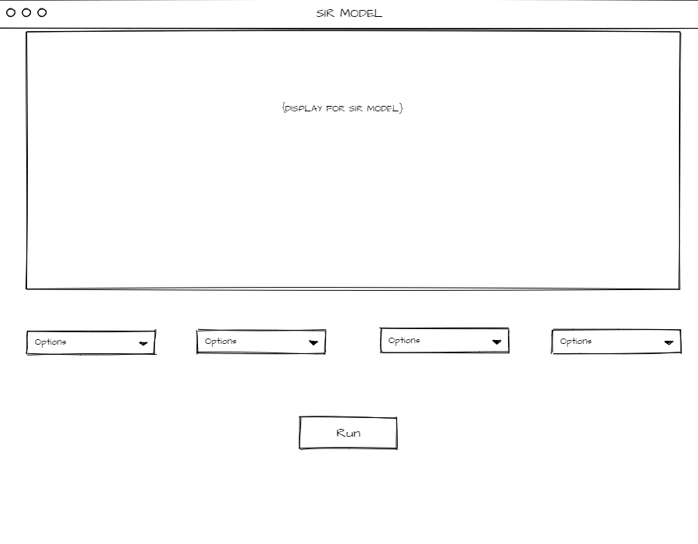 SIR MODEL
{DISPLAY FOR SIR MODEL}
Options
Options
Options
Options
Run